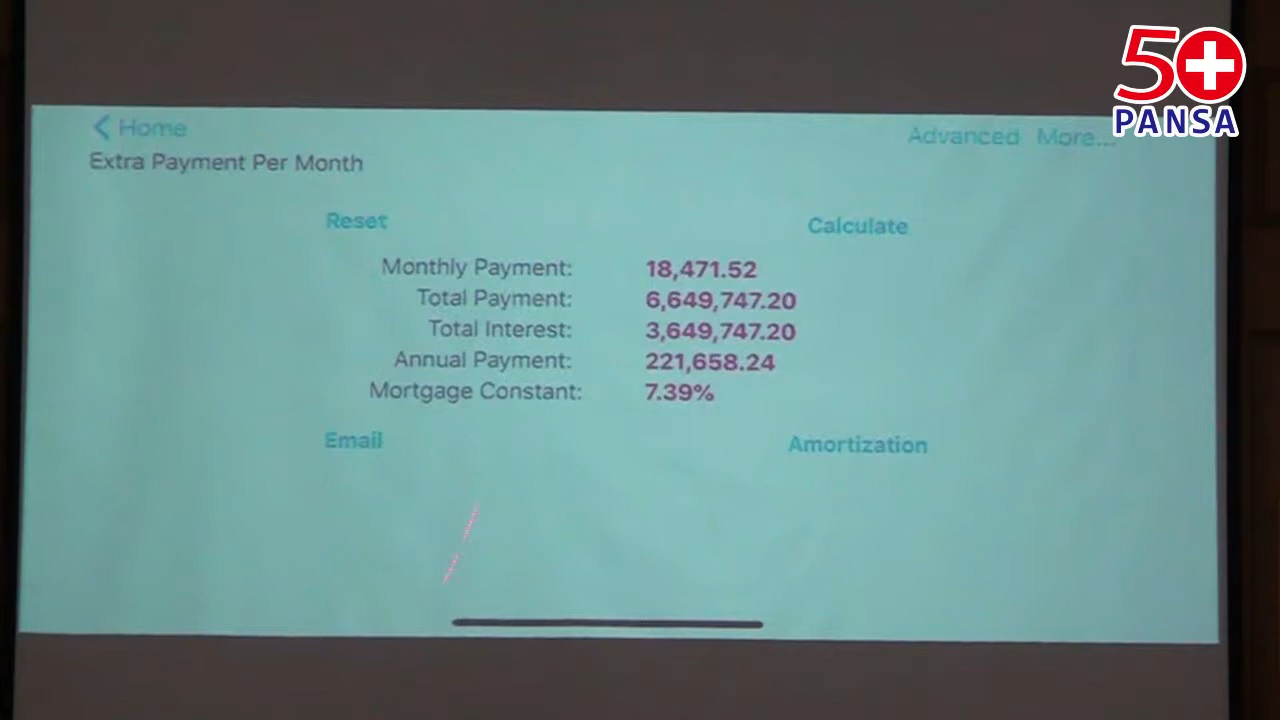 50
PANSA
Home
Advanced More...
Extra Payment Per Month
Reset
Calculate
Monthly Payment: 18,471.52
Total Payment: 6,649,747.20
Total Interest: 3,649,747.20
Annual Payment: 221,658.24
Mortgage Constant: 7.39%
Email
Amortization